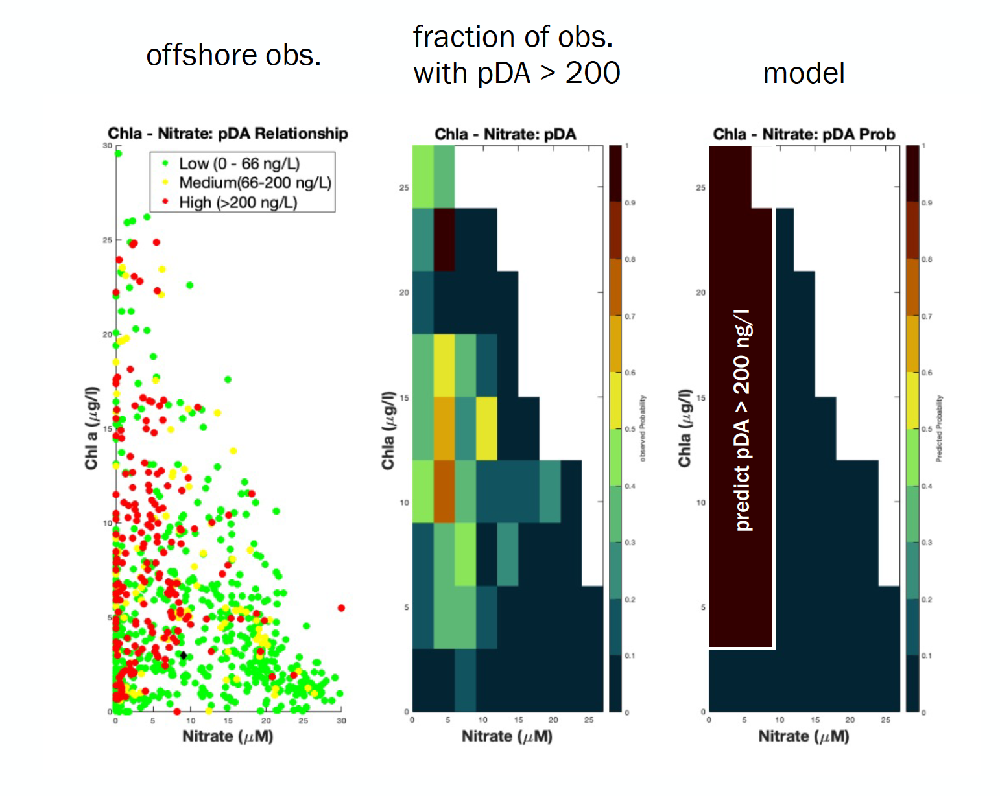 offshore obs.
fraction of obs.
with pDA > 200
model
Chla - Nitrate: pDA Relationship
Low (0 - 66 ng/L)
Medium(66-200 ng/L)
High (>200 ng/L)
30
25
20
15
10
5
0
Chl a (μg/l)
0 5 10 15 20 25 30
Nitrate (μM)
Chla - Nitrate: pDA
25
20
15
10
5
0
Chla (μg/l)
0 5 10 15 20 25
Nitrate (μM)
1
0.9
0.8
0.7
0.6
0.5
0.4
0.3
0.2
0.1
0
observed Probability
Chla - Nitrate: pDA Prob
25
20
15
10
5
0
Chla (μg/l)
predict pDA > 200 ng/l
0 5 10 15 20 25
Nitrate (μM)
1
0.9
0.8
0.7
0.6
0.5
0.4
0.3
0.2
0.1
0
Predicted Probability